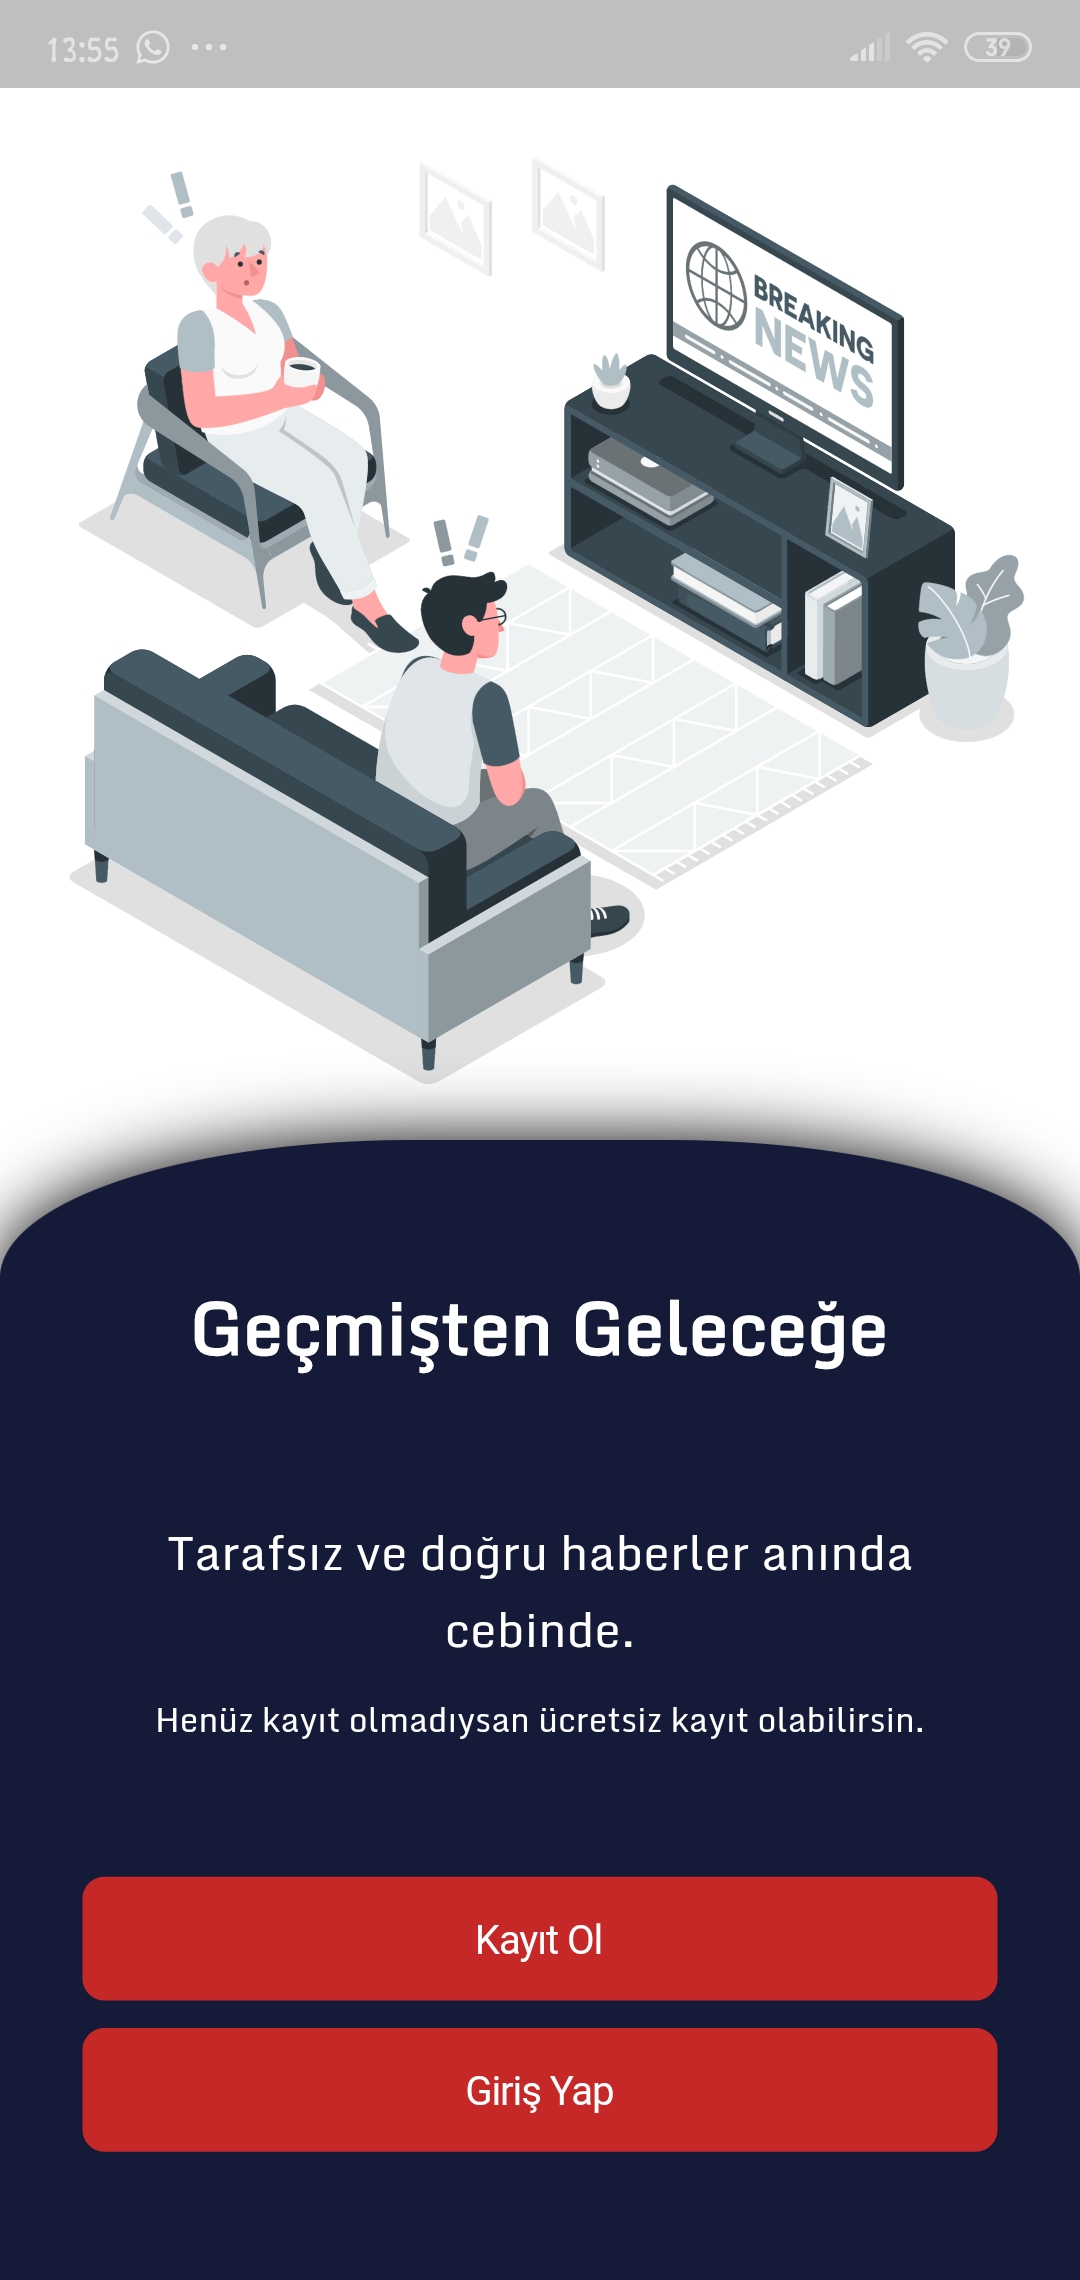 13:55
39
BREAKING
NEWS
Geçmişten Geleceğe
Tarafsız ve doğru haberler anında
cebinde.
Henüz kayıt olmadıysan ücretsiz kayıt olabilirsin.
Kayıt Ol
Giriş Yap